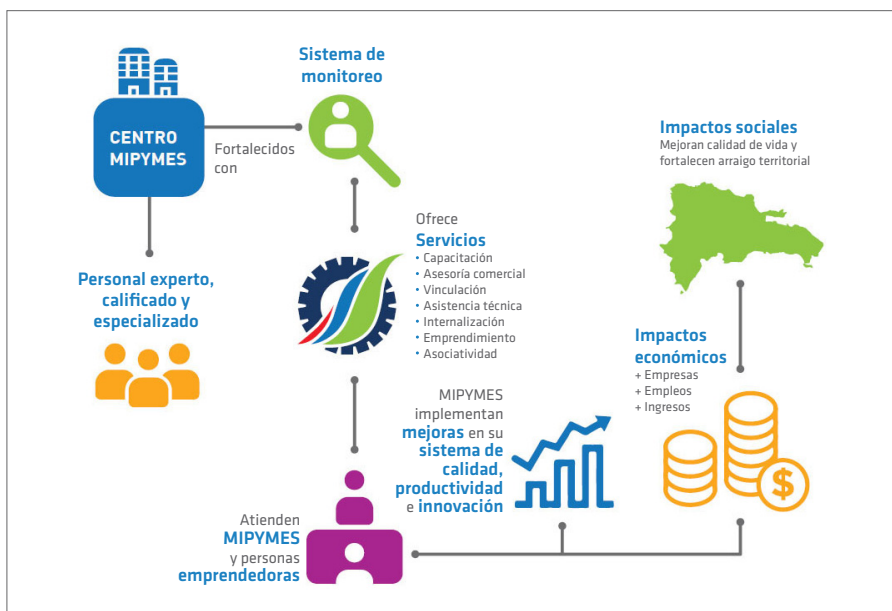 CENTRO
MIPYMES
Fortalecidos
con
Sistema de
monitoreo
Personal experto,
calificado y
especializado
Ofrece
Servicios
• Capacitación
• Asesoría comercial
• Vinculación
• Asistencia técnica
• Internalización
• Emprendimiento
• Asociatividad
Atienden
MIPYMES
y personas
emprendedoras
MIPYMES
implementan
mejoras en su
sistema de
calidad,
productividad
e innovación
Impactos
económicos
+ Empresas
+ Empleos
+ Ingresos
$
Impactos sociales
Mejoran calidad de vida y
fortalecen arraigo territorial